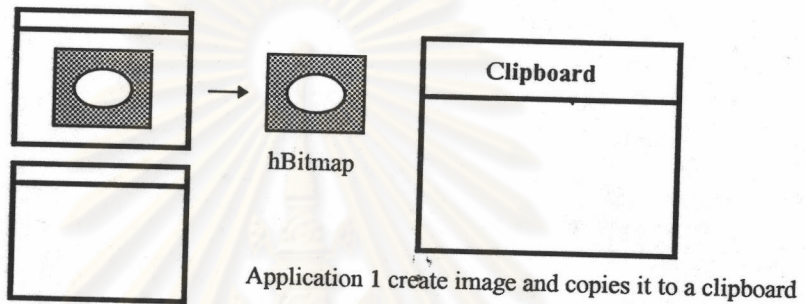 Clipboard
hBitmap
Application 1 create image and copies it to a clipboard